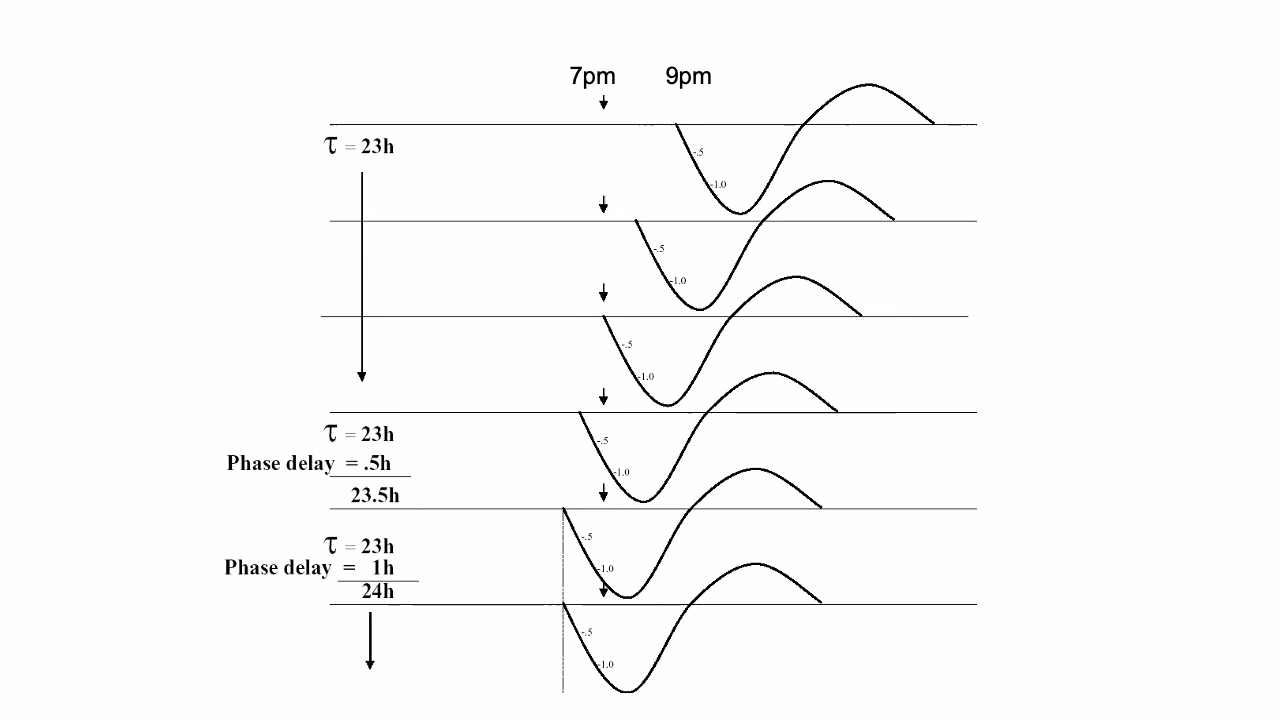 7pm 9pm
τ = 23h
-.5
-1.0
-.5
-1.0
-.5
-1.0
τ = 23h
Phase delay = .5h
23.5h
-.5
-1.0
τ = 23h
Phase delay = 1h
24h
-.5
-1.0
-.5
-1.0